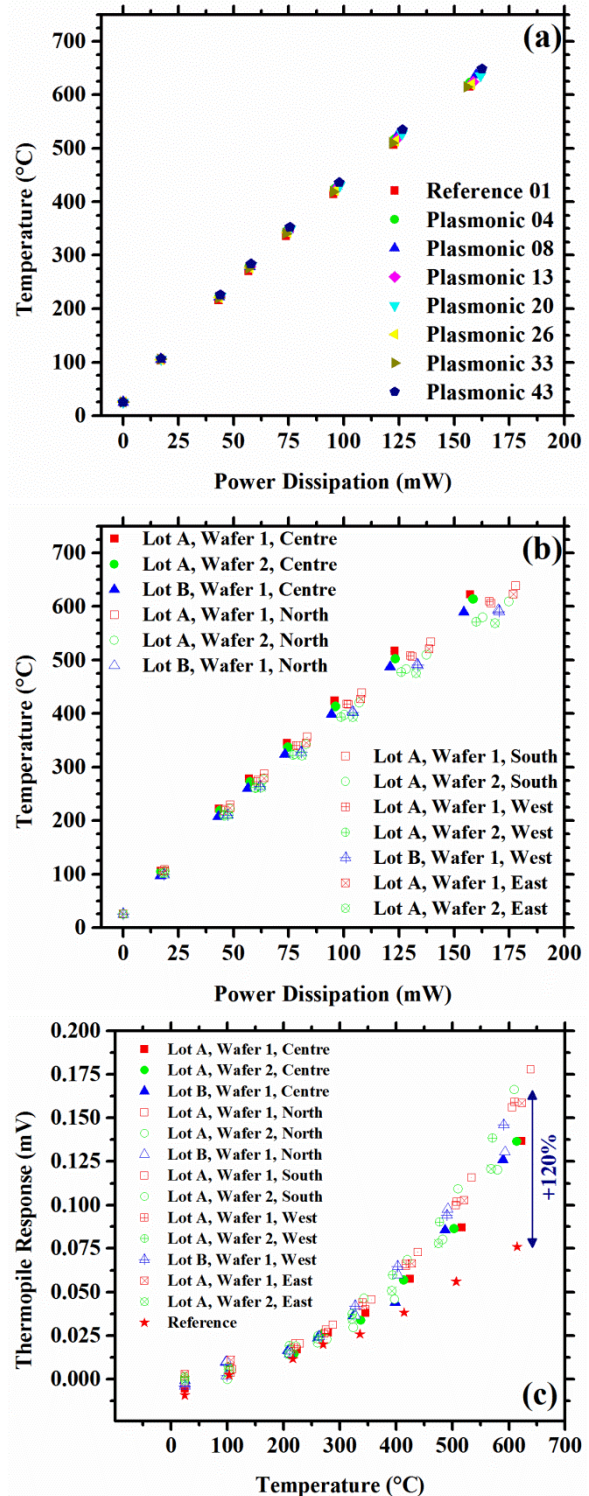 (a)
700
600
500
400
300
200
100
0
Temperature (°C)
Reference 01
Plasmonic 04
Plasmonic 08
Plasmonic 13
Plasmonic 20
Plasmonic 26
Plasmonic 33
Plasmonic 43
0 25 50 75 100 125 150 175 200
Power Dissipation (mW)
(b)
700
600
500
400
300
200
100
0
Temperature (°C)
Lot A, Wafer 1, Centre
Lot A, Wafer 2, Centre
Lot B, Wafer 1, Centre
Lot A, Wafer 1, North
Lot A, Wafer 2, North
Lot B, Wafer 1, North
Lot A, Wafer 1, South
Lot A, Wafer 2, South
Lot A, Wafer 1, West
Lot A, Wafer 2, West
Lot B, Wafer 1, West
Lot A, Wafer 1, East
Lot A, Wafer 2, East
0 25 50 75 100 125 150 175 200
Power Dissipation (mW)
0.200
0.175
0.150
0.125
0.100
0.075
0.050
0.025
0.000
Thermopile Response (mV)
Lot A, Wafer 1, Centre
Lot A, Wafer 2, Centre
Lot B, Wafer 1, Centre
Lot A, Wafer 1, North
Lot A, Wafer 2, North
Lot B, Wafer 1, North
Lot A, Wafer 1, South
Lot A, Wafer 2, South
Lot A, Wafer 1, West
Lot A, Wafer 2, West
Lot B, Wafer 1, West
Lot A, Wafer 1, East
Lot A, Wafer 2, East
Reference
+120%
(c)
0 100 200 300 400 500 600 700
Temperature (°C)